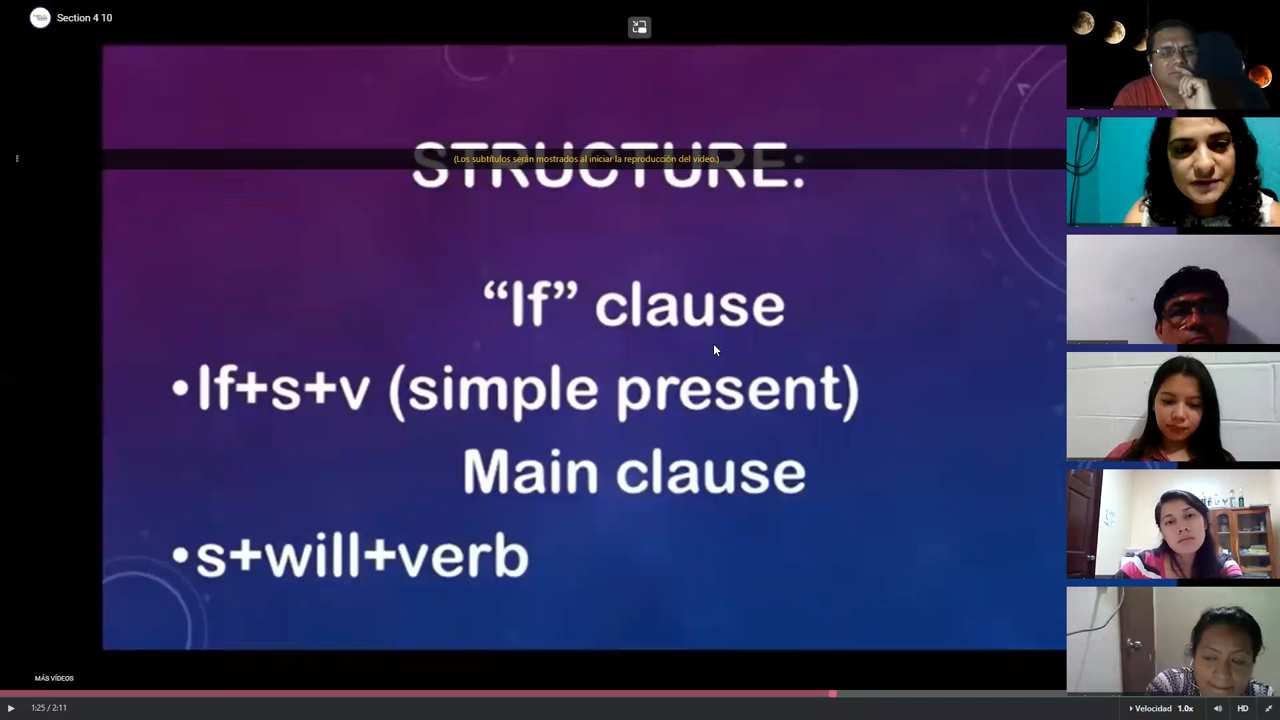 Section 4 10
STRUCTURE:
(Los subtítulos serán mostrados al iniciar la reproducción del vídeo.)
“If” clause
•If+s+v (simple present)
Main clause
•s+will+verb
MÁS VÍDEOS
1:25 / 2:11
Velocidad 1.0x
HD